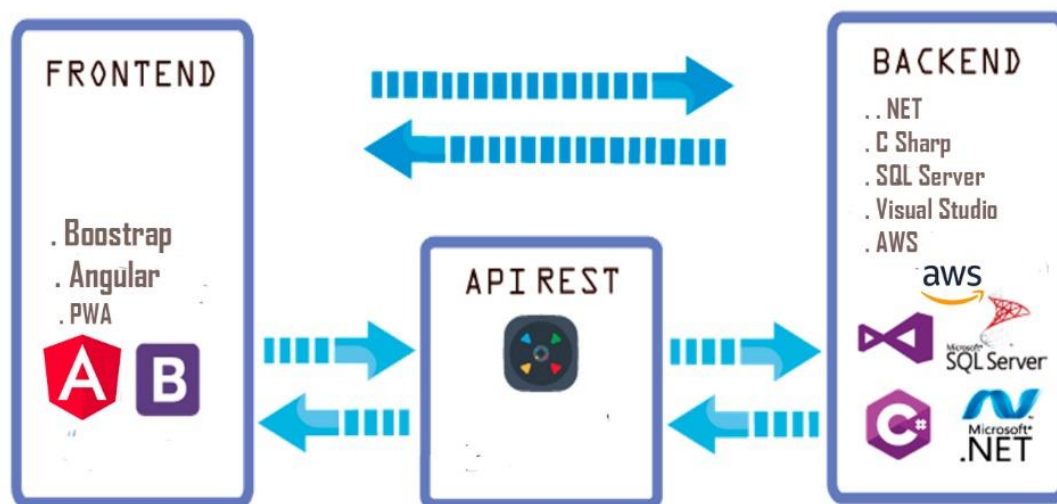 FRONTEND
. Boostrap
. Angular
. PWA
A
B
API REST
BACKEND
. . NET
. C Sharp
. SQL Server
. Visual Studio
. AWS
aws
Microsoft®
SQL Server
C#
Microsoft®
.NET